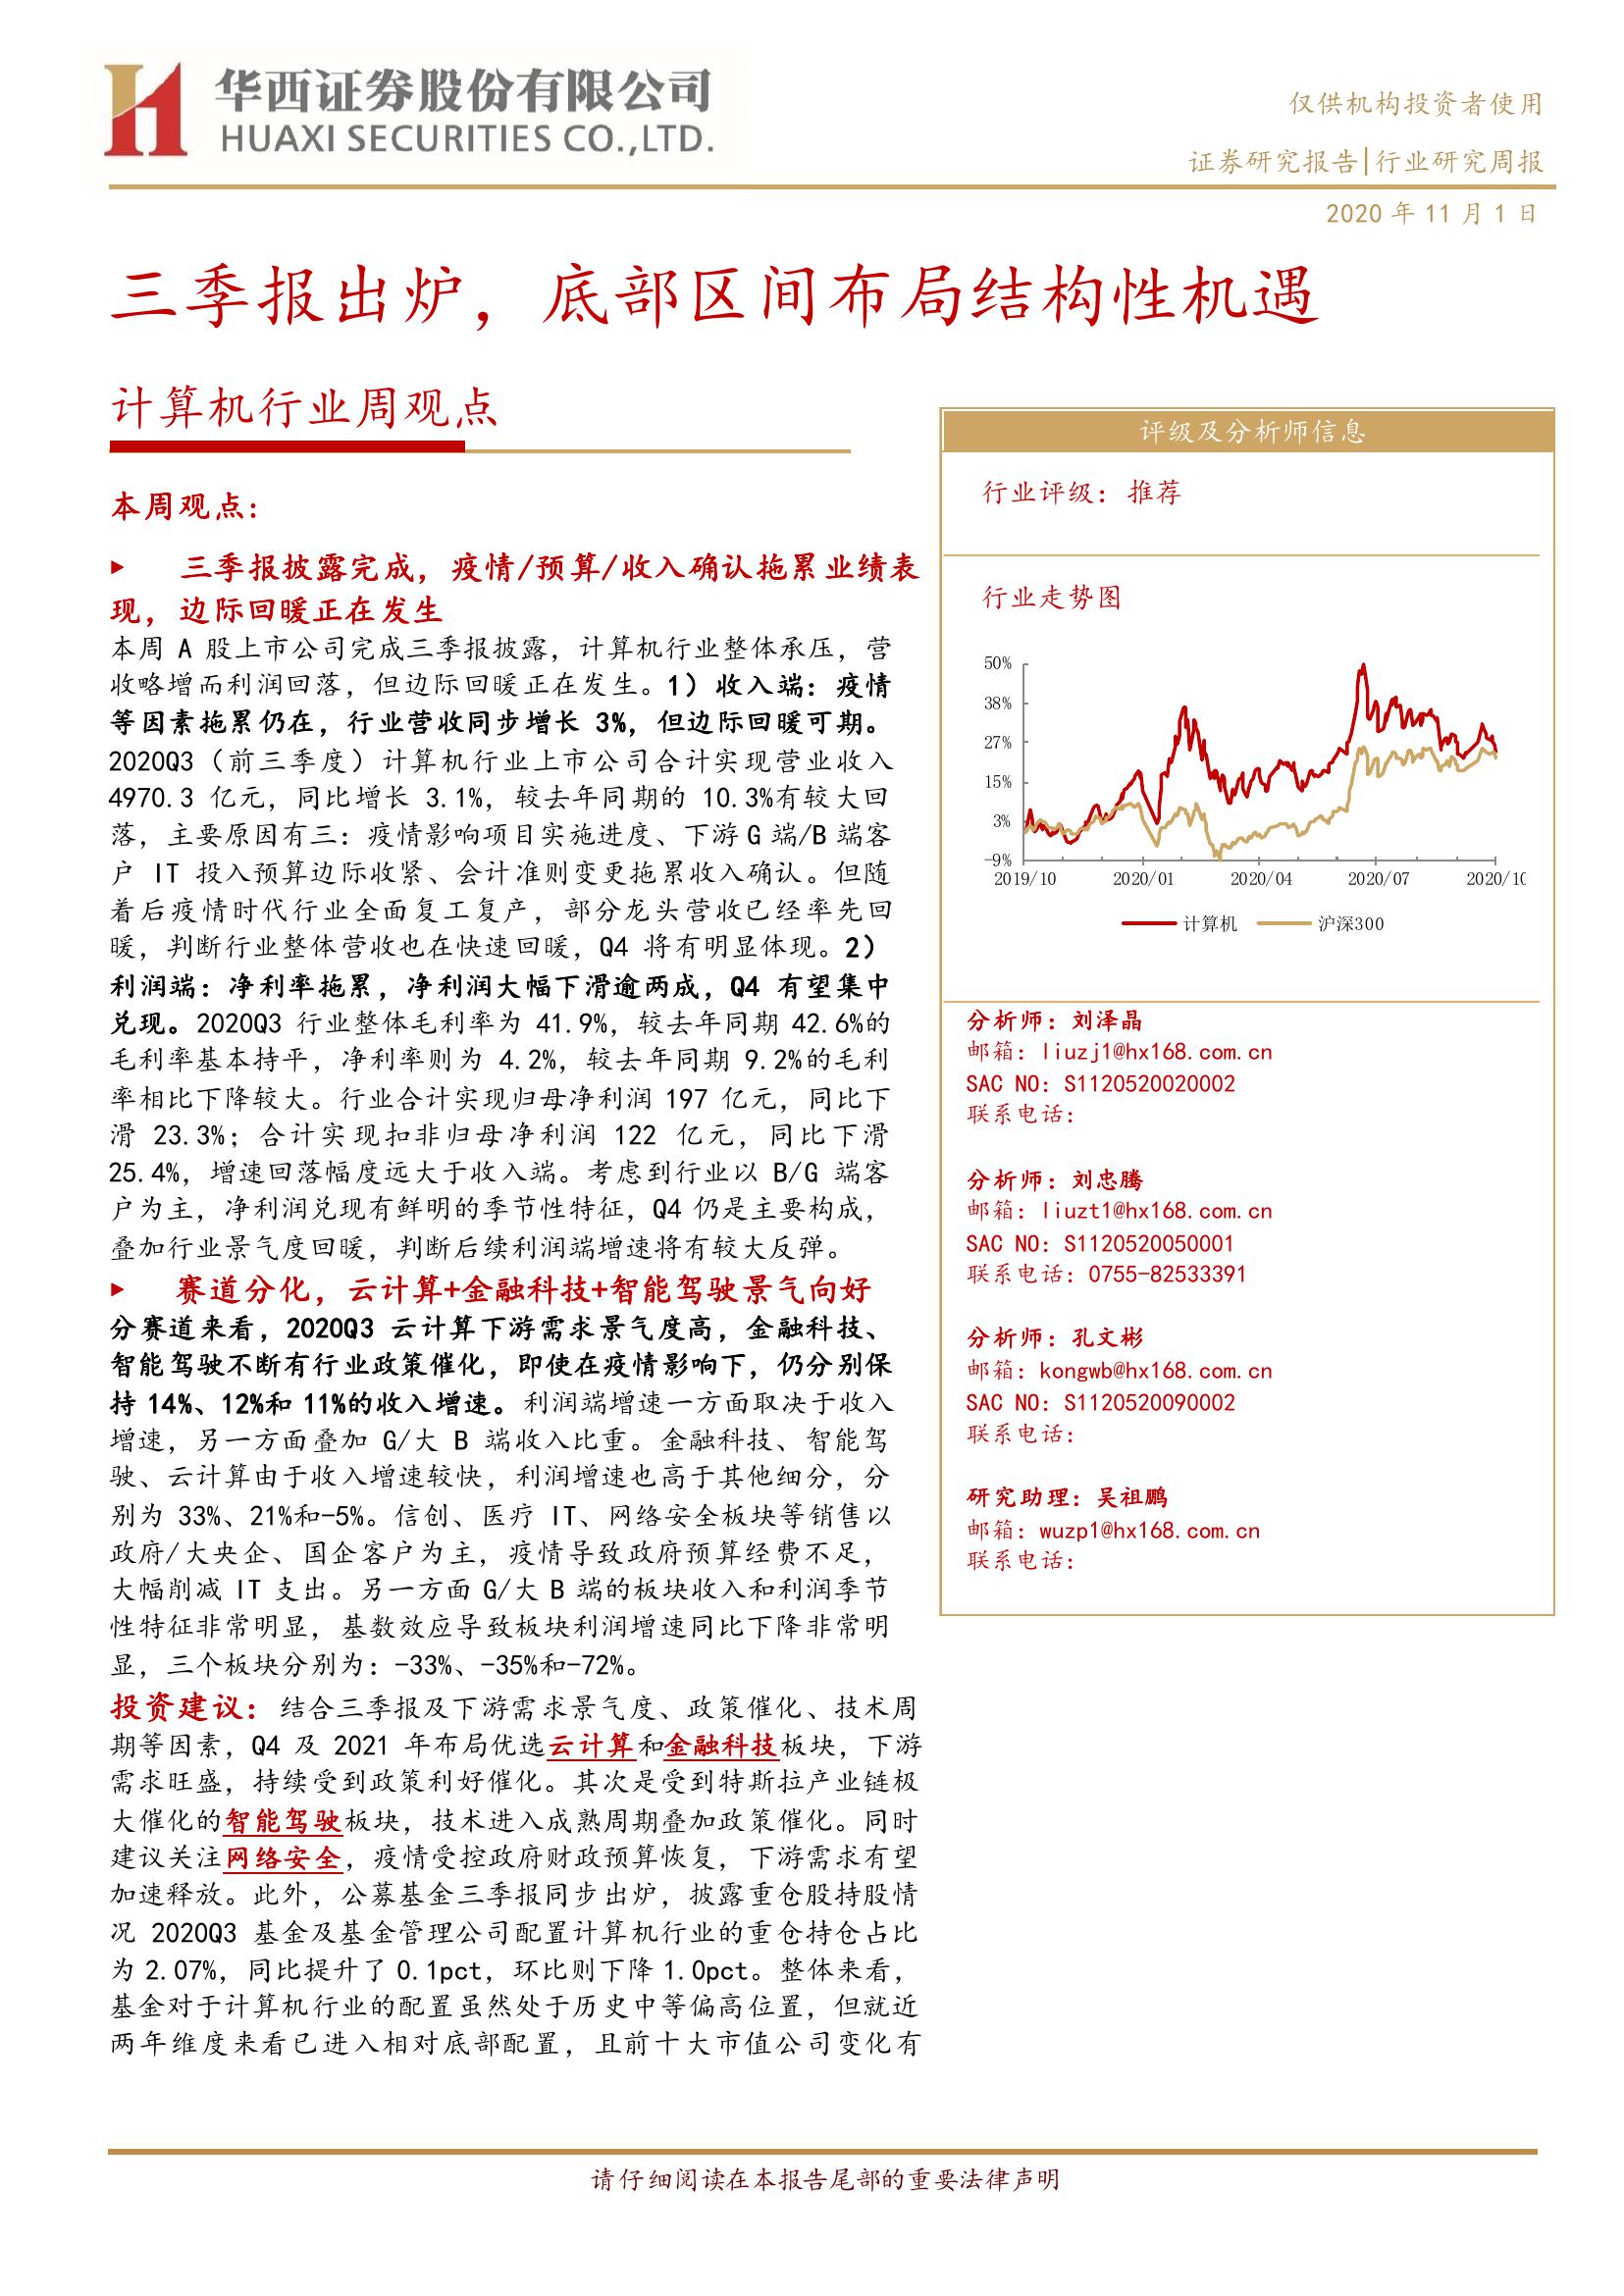 华西证券股份有限公司
HUAXI SECURITIES CO.,LTD.
仅供机构投资者使用
证券研究报告|行业研究周报
2020 年 11 月 1 日
三季报出炉，底部区间布局结构性机遇
计算机行业周观点
本周观点：
▶ 三季报披露完成，疫情/预算/收入确认拖累业绩表
现，边际回暖正在发生
本周 A 股上市公司完成三季报披露，计算机行业整体承压，营
收略增而利润回落，但边际回暖正在发生。1）收入端：疫情
等因素拖累仍在，行业营收同步增长 3%，但边际回暖可期。
2020Q3（前三季度）计算机行业上市公司合计实现营业收入
4970.3 亿元，同比增长 3.1%，较去年同期的 10.3%有较大回
落，主要原因有三：疫情影响项目实施进度、下游 G 端/B 端客
户 IT 投入预算边际收紧、会计准则变更拖累收入确认。但随
着后疫情时代行业全面复工复产，部分龙头营收已经率先回
暖，判断行业整体营收也在快速回暖，Q4 将有明显体现。2）
利润端：净利率拖累，净利润大幅下滑逾两成，Q4 有望集中
兑现。2020Q3 行业整体毛利率为 41.9%，较去年同期 42.6%的
毛利率基本持平，净利率则为 4.2%，较去年同期 9.2%的毛利
率相比下降较大。行业合计实现归母净利润 197 亿元，同比下
滑 23.3%；合计实现扣非归母净利润 122 亿元，同比下滑
25.4%，增速回落幅度远大于收入端。考虑到行业以 B/G 端客
户为主，净利润兑现有鲜明的季节性特征，Q4 仍是主要构成，
叠加行业景气度回暖，判断后续利润端增速将有较大反弹。
▶ 赛道分化，云计算+金融科技+智能驾驶景气向好
分赛道来看，2020Q3 云计算下游需求景气度高，金融科技、
智能驾驶不断有行业政策催化，即使在疫情影响下，仍分别保
持 14%、12%和 11%的收入增速。利润端增速一方面取决于收入
增速，另一方面叠加 G/大 B 端收入比重。金融科技、智能驾
驶、云计算由于收入增速较快，利润增速也高于其他细分，分
别为 33%、21%和-5%。信创、医疗 IT、网络安全板块等销售以
政府/大央企、国企客户为主，疫情导致政府预算经费不足，
大幅削减 IT 支出。另一方面 G/大 B 端的板块收入和利润季节
性特征非常明显，基数效应导致板块利润增速同比下降非常明
显，三个板块分别为：-33%、-35%和-72%。
投资建议：结合三季报及下游需求景气度、政策催化、技术周
期等因素，Q4 及 2021 年布局优选云计算和金融科技板块，下游
需求旺盛，持续受到政策利好催化。其次是受到特斯拉产业链极
大催化的智能驾驶板块，技术进入成熟周期叠加政策催化。同时
建议关注网络安全，疫情受控政府财政预算恢复，下游需求有望
加速释放。此外，公募基金三季报同步出炉，披露重仓股持股情
况 2020Q3 基金及基金管理公司配置计算机行业的重仓持仓占比
为 2.07%，同比提升了 0.1pct，环比则下降 1.0pct。整体来看，
基金对于计算机行业的配置虽然处于历史中等偏高位置，但就近
两年维度来看已进入相对底部配置，且前十大市值公司变化有
评级及分析师信息
行业评级：推荐
行业走势图
50%
38%
27%
15%
3%
-9%
2019/10 2020/01 2020/04 2020/07 2020/10
计算机 沪深300
分析师：刘泽晶
邮箱：liuzj1@hx168.com.cn
SAC NO：S1120520020002
联系电话：
分析师：刘忠腾
邮箱：liuzt1@hx168.com.cn
SAC NO：S1120520050001
联系电话：0755-82533391
分析师：孔文彬
邮箱：kongwb@hx168.com.cn
SAC NO：S1120520090002
联系电话：
研究助理：吴祖鹏
邮箱：wuzp1@hx168.com.cn
联系电话：
请仔细阅读在本报告尾部的重要法律声明